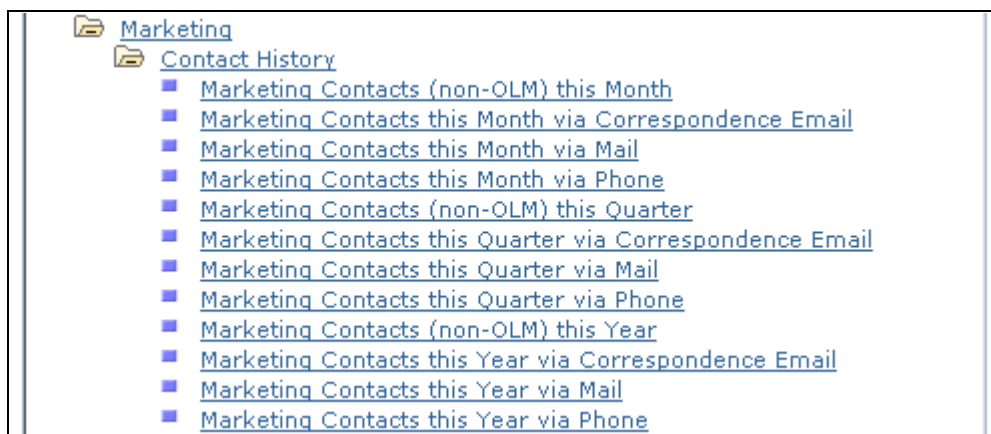 Marketing
Contact History
Marketing Contacts (non-OLM) this Month
Marketing Contacts this Month via Correspondence Email
Marketing Contacts this Month via Mail
Marketing Contacts this Month via Phone
Marketing Contacts (non-OLM) this Quarter
Marketing Contacts this Quarter via Correspondence Email
Marketing Contacts this Quarter via Mail
Marketing Contacts this Quarter via Phone
Marketing Contacts (non-OLM) this Year
Marketing Contacts this Year via Correspondence Email
Marketing Contacts this Year via Mail
Marketing Contacts this Year via Phone